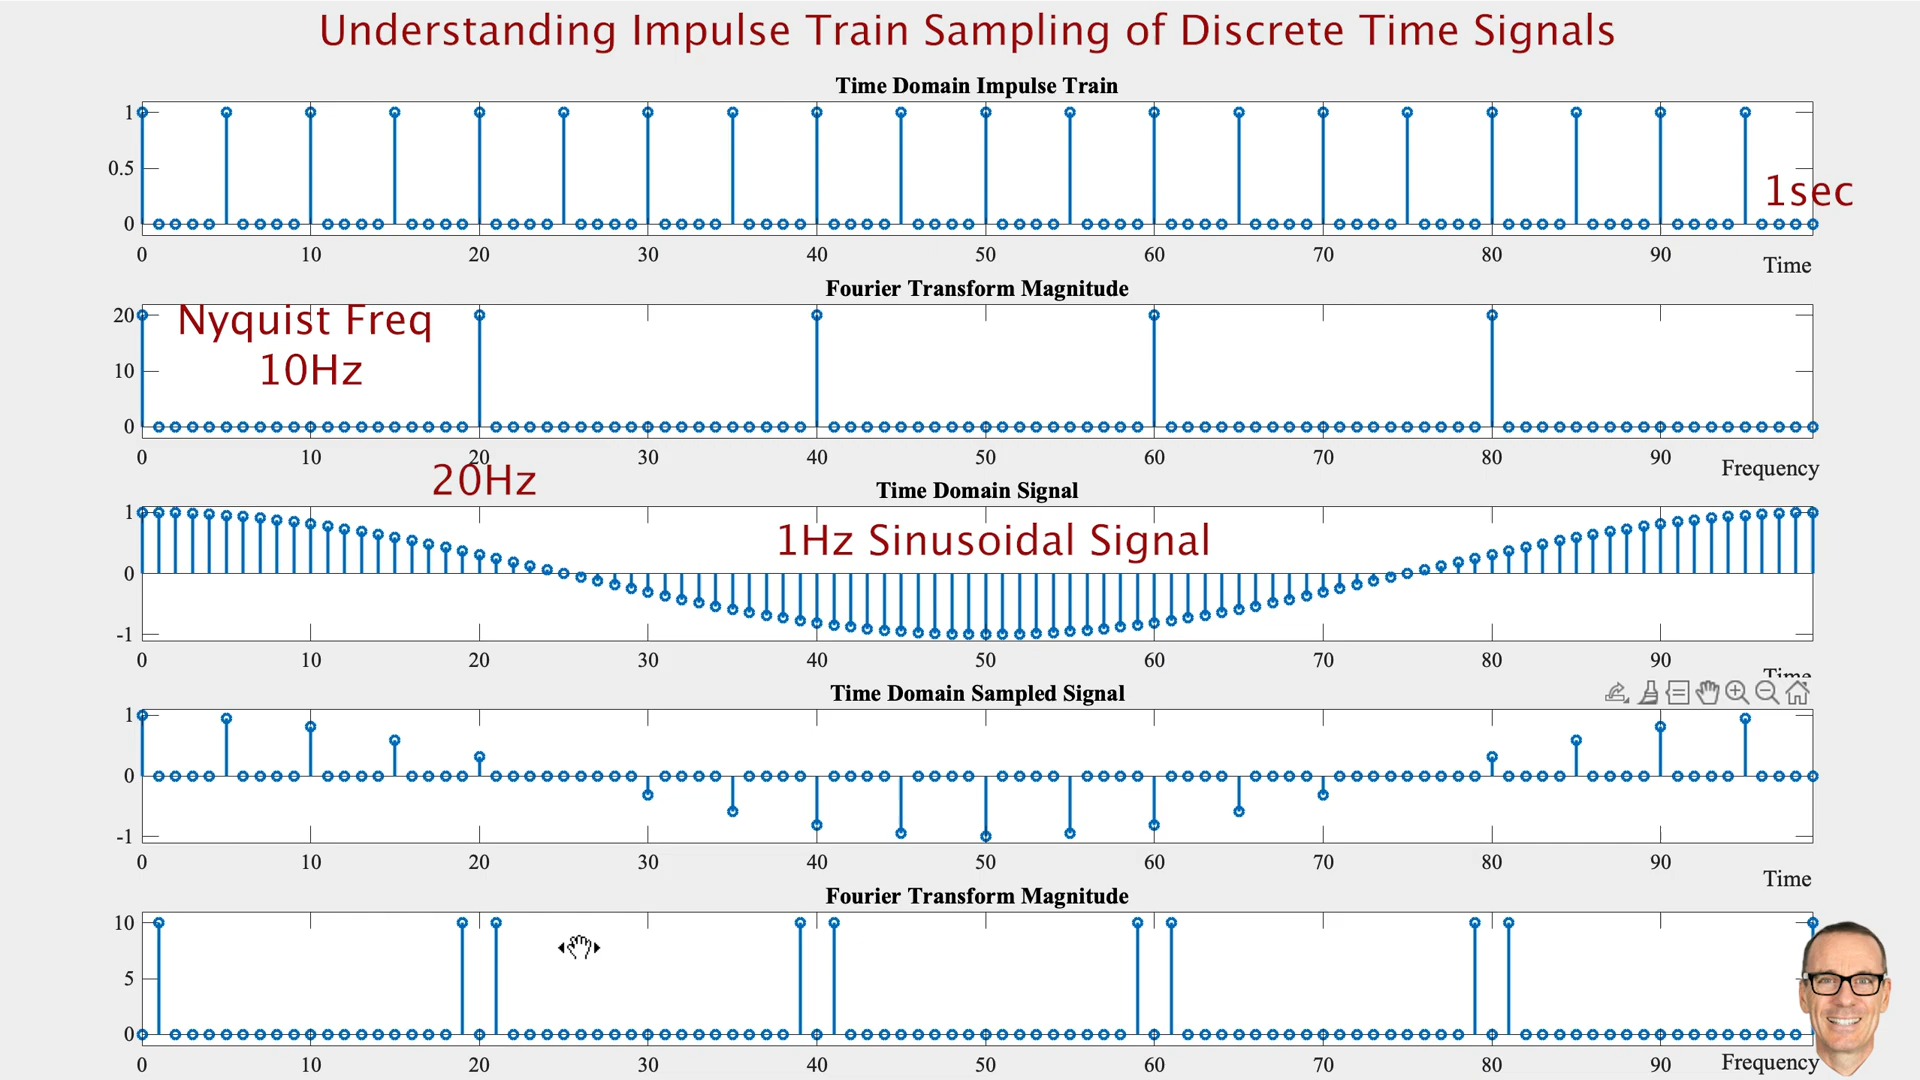 Understanding Impulse Train Sampling of Discrete Time Signals
Time Domain Impulse Train
1
0.5
0
1sec
0 10 20 30 40 50 60 70 80 90
Time
Fourier Transform Magnitude
20
10
0
Nyquist Freq
10Hz
0 10 20 30 40 50 60 70 80 90
Frequency
20Hz
Time Domain Signal
1
0
-1
1Hz Sinusoidal Signal
0 10 20 30 40 50 60 70 80 90
Time
Time Domain Sampled Signal
1
0
-1
0 10 20 30 40 50 60 70 80 90
Time
Fourier Transform Magnitude
10
5
0
0 10 20 30 40 50 60 70 80 90
Frequency